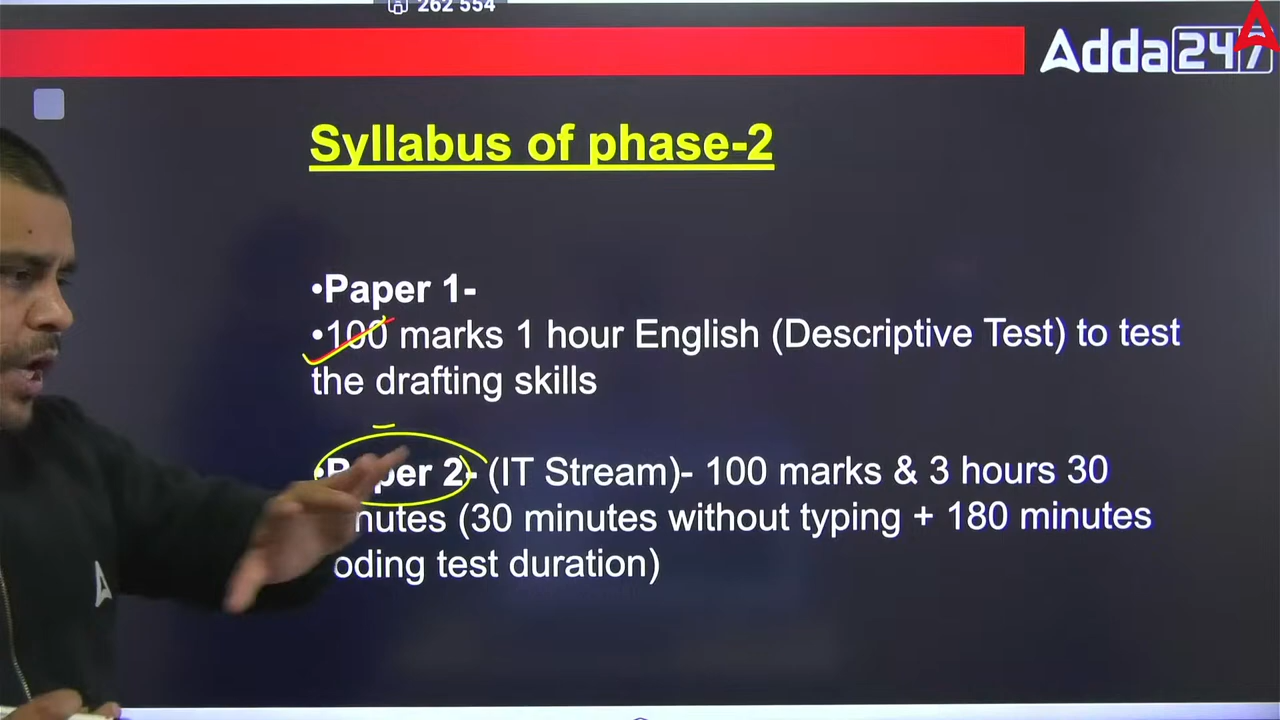 262 554
Adda247
Syllabus of phase-2
•Paper 1-
•100 marks 1 hour English (Descriptive Test) to test
the drafting skills
•Paper 2- (IT Stream)- 100 marks & 3 hours 30
nutes (30 minutes without typing + 180 minutes
oding test duration)